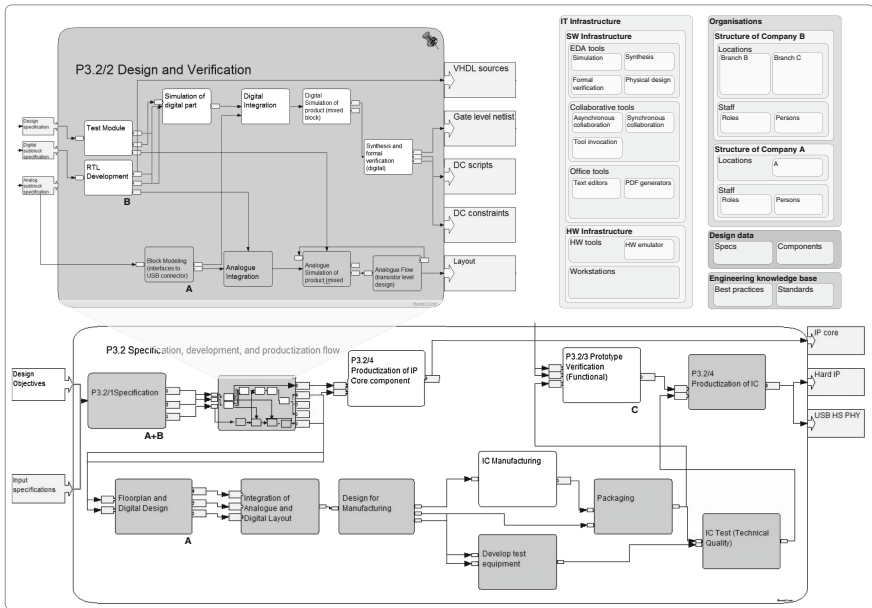 P3.2/2 Design and Verification
Design
specification
Digital
subblock
specification
Analog
subblock
specification
Test Module
RTL
Development
B
Simulation of
digital part
Digital
Integration
Digital
Simulation of
product (mixed
block)
Synthesis and
formal
verification
(digital)
Block Modeling
(interfaces to
USB connector)
A
Analogue
Integration
Analogue
Simulation of
product (mixed
Analogue Flow
(transistor level
design)
VHDL sources
Gate level netlist
DC scripts
DC constraints
Layout
IT Infrastructure
SW Infrastructure
EDA tools
Simulation
Synthesis
Formal
verification
Physical design
Collaborative tools
Asynchronous
collaboration
Synchronous
collaboration
Tool invocation
Office tools
Text editors
PDF generators
HW Infrastructure
HW tools
HW emulator
Workstations
Organisations
Structure of Company B
Locations
Branch B
Branch C
Staff
Roles
Persons
Structure of Company A
Locations
A
Staff
Roles
Persons
Design data
Specs
Components
Engineering knowledge base
Best practices
Standards
P3.2 Specification, development, and productization flow
Design
Objectives
Input
specifications
P3.2/1Specification
A+B
P3.2/4
Productization of IP
Core component
P3.2/3 Prototype
Verification
(Functional)
C
P3.2/4
Productization of IC
IP core
Hard IP
USB HS PHY
Floorplan and
Digital Design
A
Integration of
Analogue and
Digital Layout
Design for
Manufacturing
IC Manufacturing
Develop test
equipment
Packaging
IC Test (Technical
Quality)